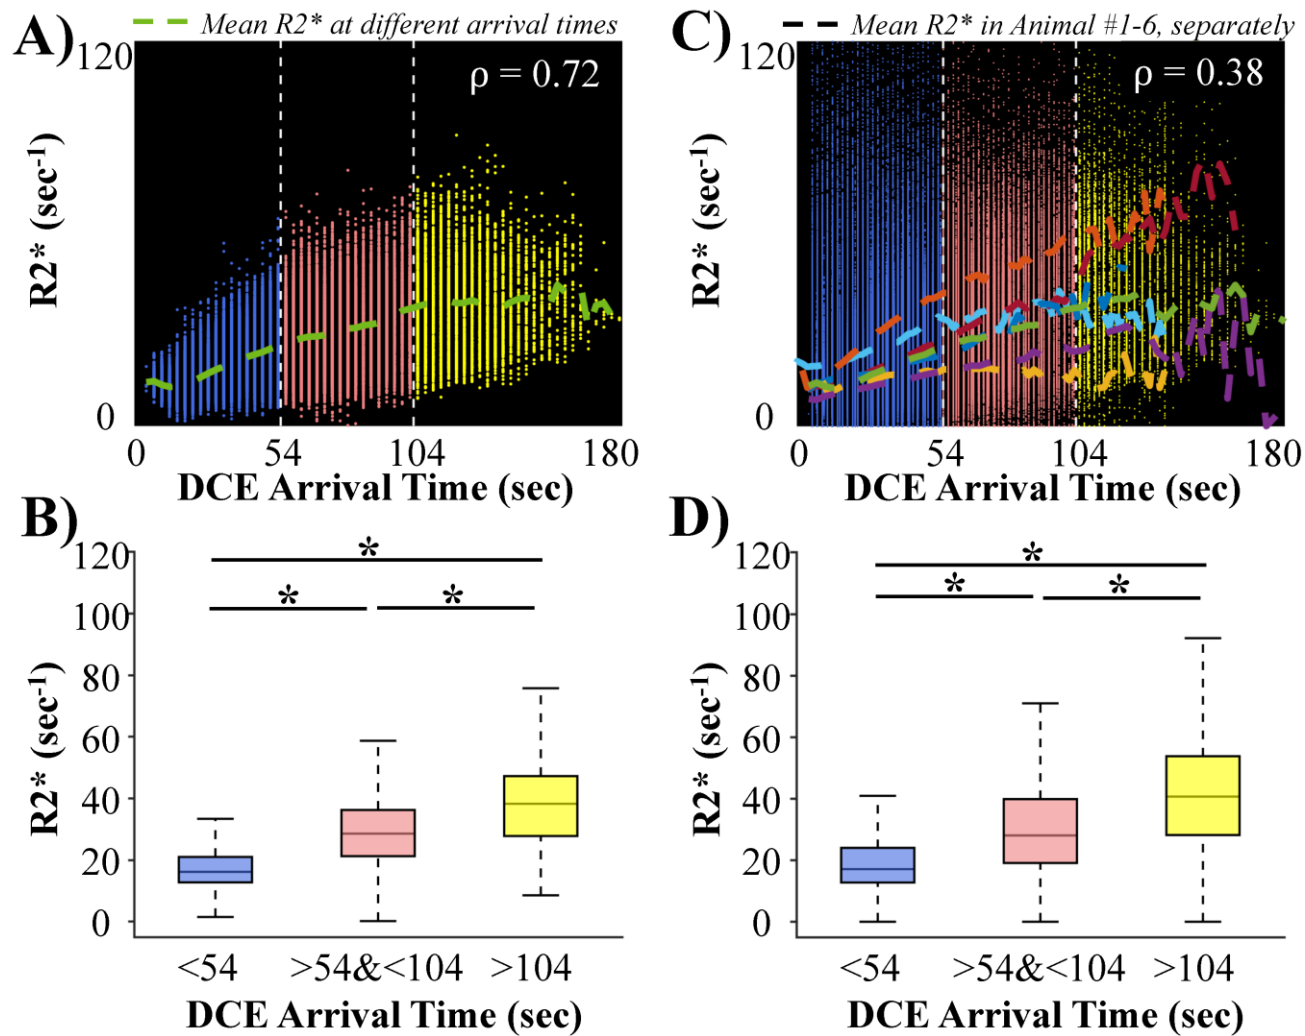 A)
Mean R2* at different arrival times
120
ρ = 0.72
R2* (sec-1)
0
0 54 104 180
DCE Arrival Time (sec)
C)
Mean R2* in Animal #1-6, separately
120
ρ = 0.38
R2* (sec-1)
0
0 54 104 180
DCE Arrival Time (sec)
B)
120
100
80
60
40
20
0
R2* (sec-1)
*
* *
<54 >54&<104 >104
DCE Arrival Time (sec)
D)
120
100
80
60
40
20
0
R2* (sec-1)
*
* *
<54 >54&<104 >104
DCE Arrival Time (sec)